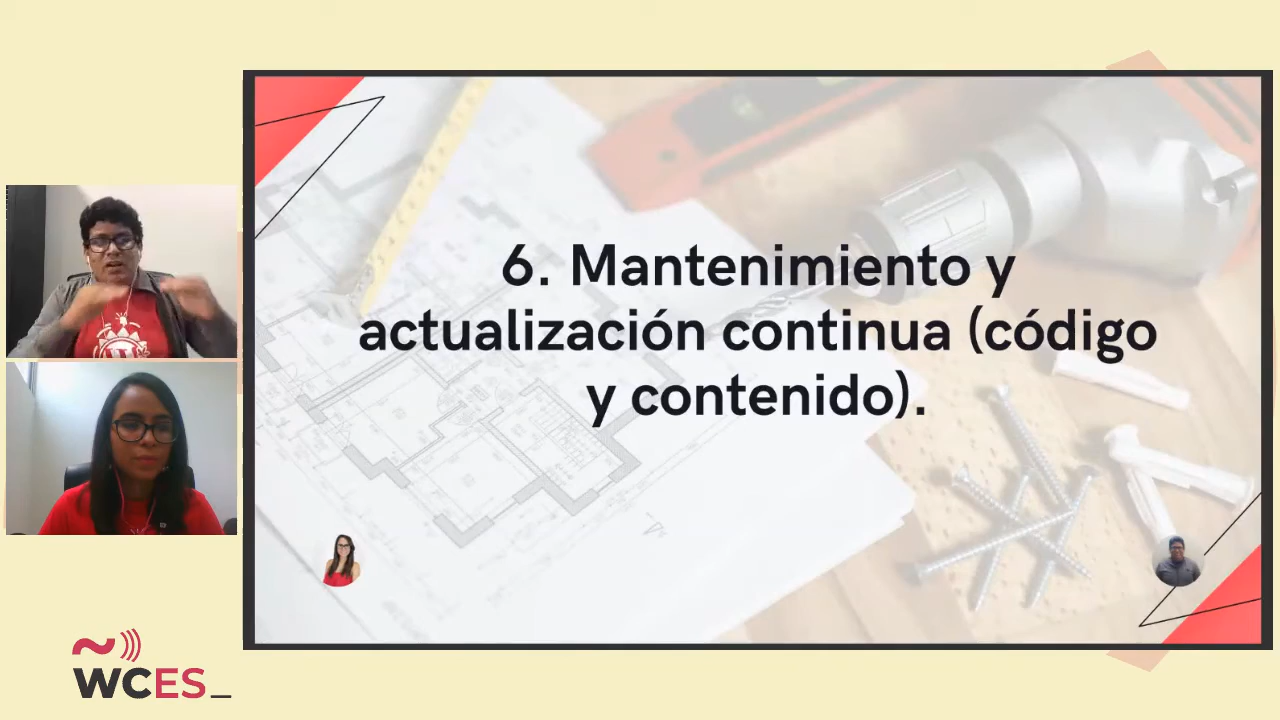 6. Mantenimiento y
actualización continua (código
y contenido).
WCES_